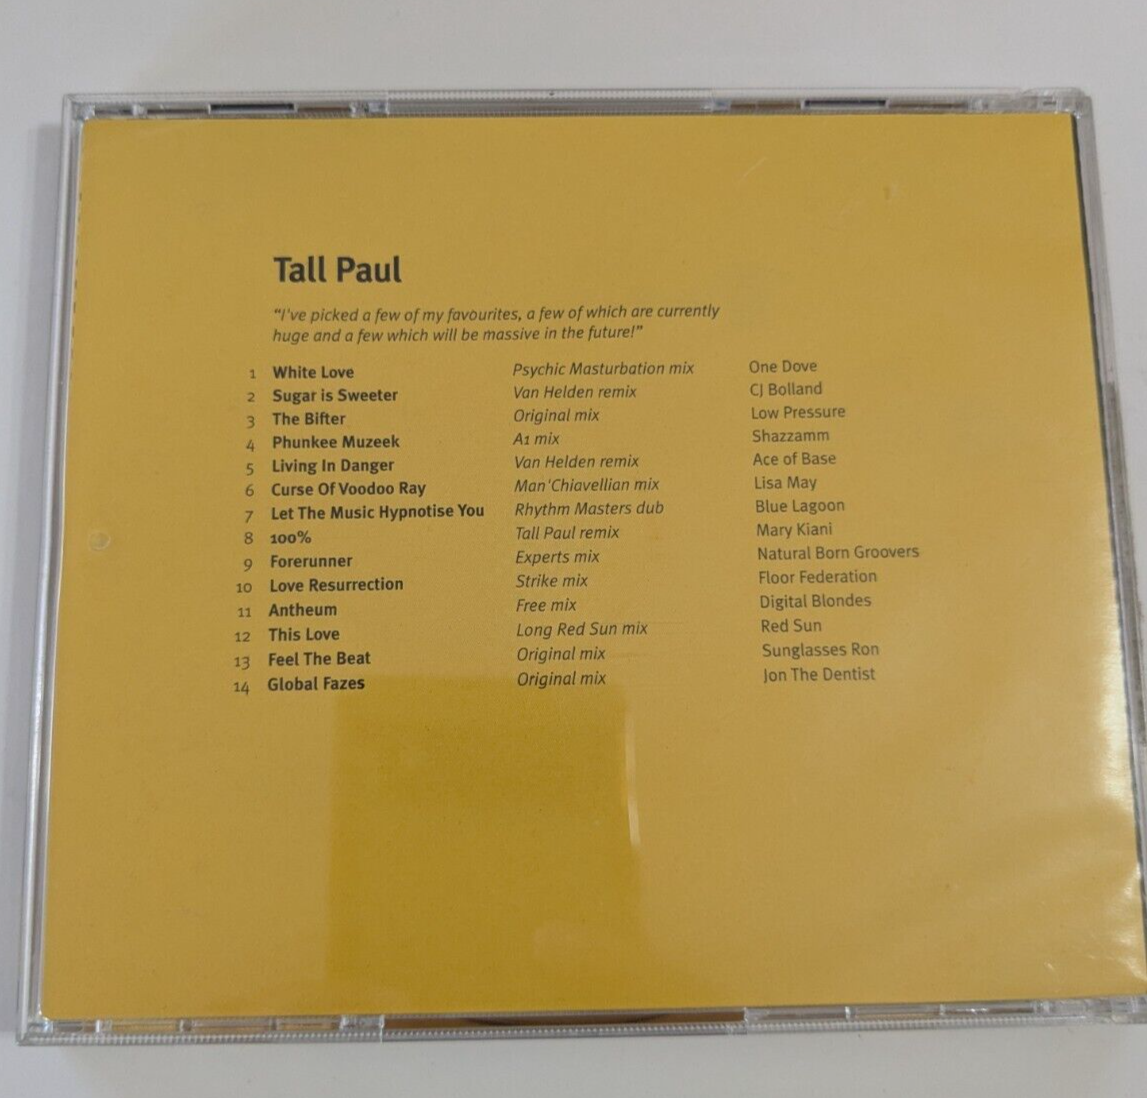 Tall Paul
"I've picked a few of my favourites, a few of which are currently
huge and a few which will be massive in the future!"
1 White Love Psychic Masturbation mix One Dove
2 Sugar is Sweeter Van Helden remix CJ Bolland
3 The Bifter Original mix Low Pressure
4 Phunkee Muzeek A1 mix Shazzamm
5 Living In Danger Van Helden remix Ace of Base
6 Curse Of Voodoo Ray Man'Chiavellian mix Lisa May
7 Let The Music Hypnotise You Rhythm Masters dub Blue Lagoon
8 100% Tall Paul remix Mary Kiani
9 Forerunner Experts mix Natural Born Groovers
10 Love Resurrection Strike mix Floor Federation
11 Antheum Free mix Digital Blondes
12 This Love Long Red Sun mix Red Sun
13 Feel The Beat Original mix Sunglasses Ron
14 Global Fazes Original mix Jon The Dentist